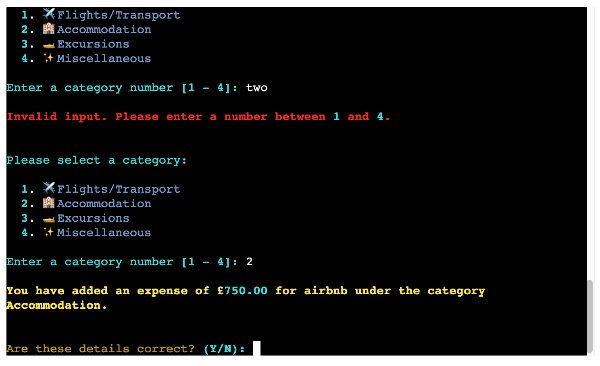 1. ✈️Flights/Transport
2. 🏨Accommodation
3. 🚤Excursions
4. ✨Miscellaneous
Enter a category number [1 - 4]: two
Invalid input. Please enter a number between 1 and 4.
Please select a category:
1. ✈️Flights/Transport
2. 🏨Accommodation
3. 🚤Excursions
4. ✨Miscellaneous
Enter a category number [1 - 4]: 2
You have added an expense of £750.00 for airbnb under the category
Accommodation.
Are these details correct? (Y/N):